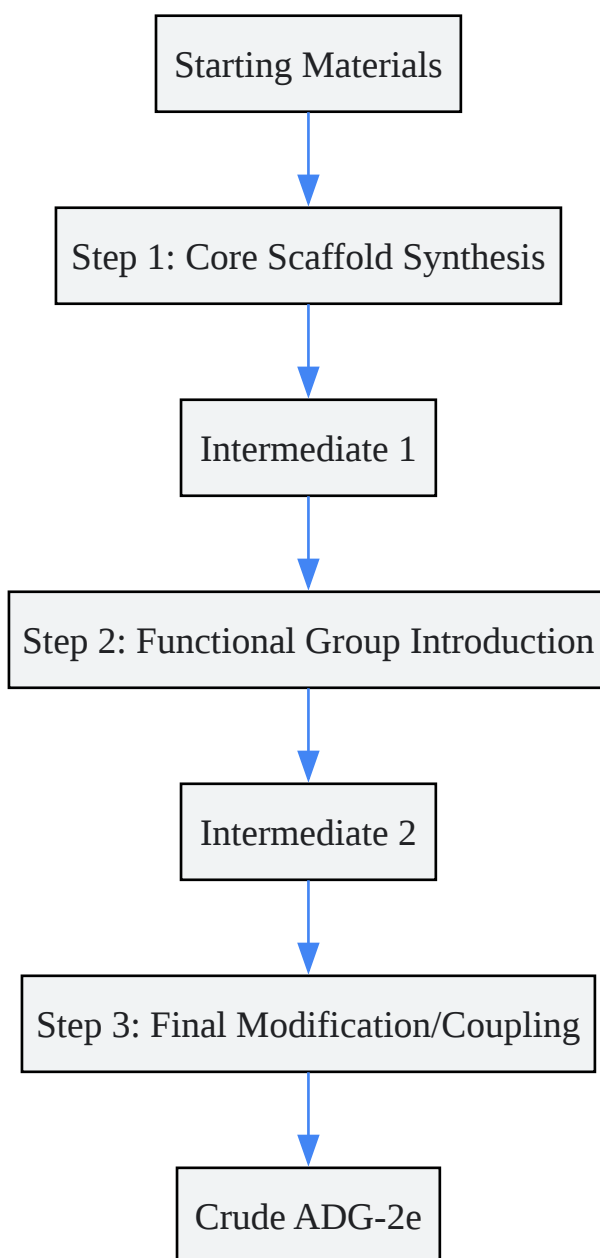 Starting Materials
Step 1: Core Scaffold Synthesis
Intermediate 1
Step 2: Functional Group Introduction
Intermediate 2
Step 3: Final Modification/Coupling
Crude ADG-2e